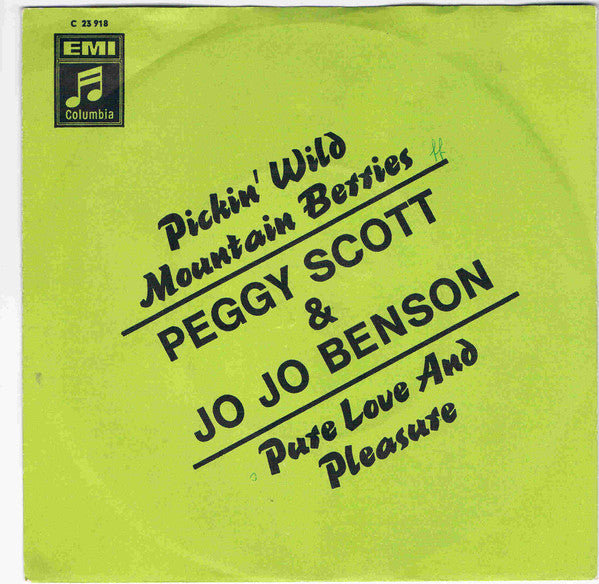 C 23 918
EMI
Columbia
Pickin' Wild
Mountain Berries
PEGGY SCOTT
&
JO JO BENSON
Pure Love And
Pleasure